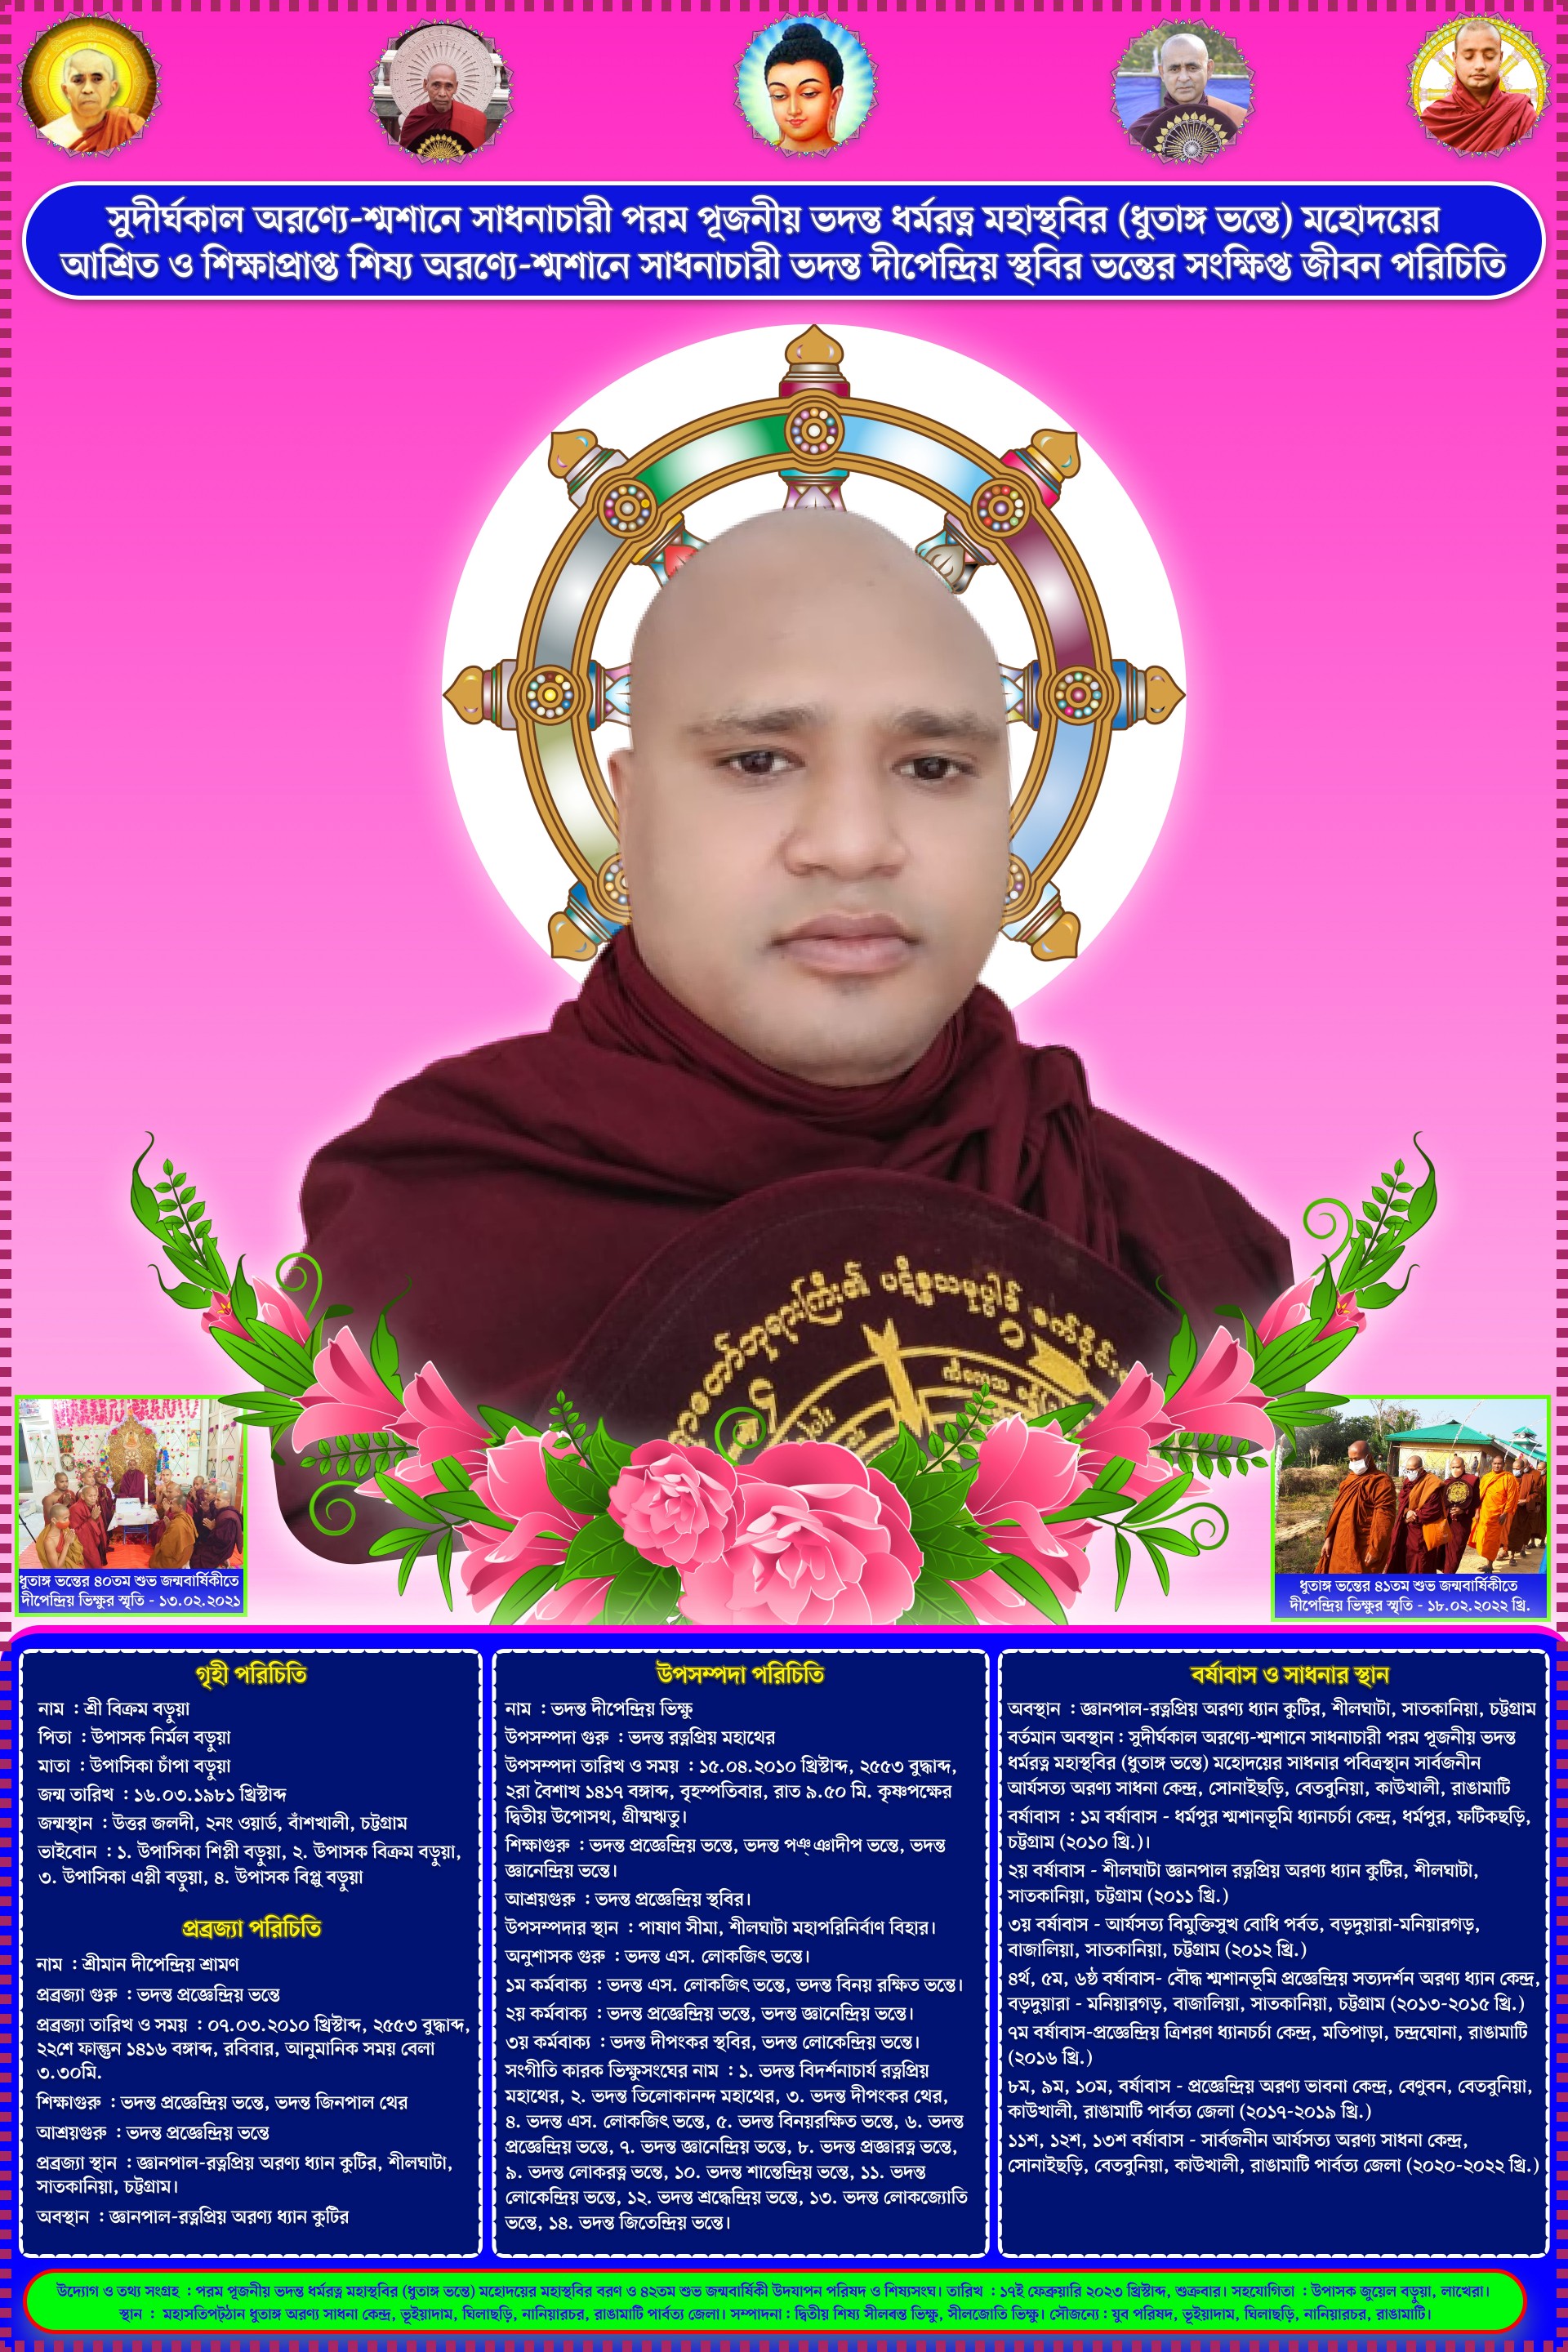 সুদীর্ঘকাল অরণ্যে-শ্মশানে সাধনাচারী পরম পূজনীয় ভদন্ত ধর্মরত্ন মহাস্থবির (ধুতাঙ্গ ভন্তে) মহোদয়ের
আশ্রিত ও শিক্ষাপ্রাপ্ত শিষ্য অরণ্যে-শ্মশানে সাধনাচারী ভদন্ত দীপেন্দ্রিয় স্থবির ভন্তের সংক্ষিপ্ত জীবন পরিচিতি
ধুতাঙ্গ ভন্তের ৪০তম শুভ জন্মবার্ষিকীতে
দীপেন্দ্রিয় ভিক্ষুর স্মৃতি - ১৩.০২.২০২১
ধুতাঙ্গ ভন্তের ৪১তম শুভ জন্মবার্ষিকীতে
দীপেন্দ্রিয় ভিক্ষুর স্মৃতি - ১৮.০২.২০২২ খ্রি.
গৃহী পরিচিতি
নাম : শ্রী বিক্রম বড়ুয়া
পিতা : উপাসক নির্মল বড়ুয়া
মাতা : উপাসিকা চাঁপা বড়ুয়া
জন্ম তারিখ : ১৬.০৩.১৯৮১ খ্রিস্টাব্দ
জন্মস্থান : উত্তর জলদী, ২নং ওয়ার্ড, বাঁশখালী, চট্টগ্রাম
ভাইবোন : ১. উপাসিকা শিপ্লী বড়ুয়া, ২. উপাসক বিক্রম বড়ুয়া,
৩. উপাসিকা এপ্লী বড়ুয়া, ৪. উপাসক বিপ্লু বড়ুয়া
প্রব্রজ্যা পরিচিতি
নাম : শ্রীমান দীপেন্দ্রিয় শ্রামণ
প্রব্রজ্যা গুরু : ভদন্ত প্রজ্ঞেন্দ্রিয় ভন্তে
প্রব্রজ্যা তারিখ ও সময় : ০৭.০৩.২০১০ খ্রিস্টাব্দ, ২৫৫৩ বুদ্ধাব্দ,
২২শে ফাল্গুন ১৪১৬ বঙ্গাব্দ, রবিবার, আনুমানিক সময় বেলা
৩.৩০মি.
শিক্ষাগুরু : ভদন্ত প্রজ্ঞেন্দ্রিয় ভন্তে, ভদন্ত জিনপাল থের
আশ্রয়গুরু : ভদন্ত প্রজ্ঞেন্দ্রিয় ভন্তে
প্রব্রজ্যা স্থান : জ্ঞানপাল-রত্নপ্রিয় অরণ্য ধ্যান কুটির, শীলঘাটা,
সাতকানিয়া, চট্টগ্রাম।
অবস্থান : জ্ঞানপাল-রত্নপ্রিয় অরণ্য ধ্যান কুটির
উপসম্পদা পরিচিতি
নাম : ভদন্ত দীপেন্দ্রিয় ভিক্ষু
উপসম্পদা গুরু : ভদন্ত রত্নপ্রিয় মহাথের
উপসম্পদা তারিখ ও সময় : ১৫.০৪.২০১০ খ্রিস্টাব্দ, ২৫৫৩ বুদ্ধাব্দ,
২রা বৈশাখ ১৪১৭ বঙ্গাব্দ, বৃহস্পতিবার, রাত ৯.৫০ মি. কৃষ্ণপক্ষের
দ্বিতীয় উপোসথ, গ্রীষ্মঋতু।
শিক্ষাগুরু : ভদন্ত প্রজ্ঞেন্দ্রিয় ভন্তে, ভদন্ত পঞ্ঞাদীপ ভন্তে, ভদন্ত
জ্ঞানেন্দ্রিয় ভন্তে।
আশ্রয়গুরু : ভদন্ত প্রজ্ঞেন্দ্রিয় স্থবির।
উপসম্পদার স্থান : পাষাণ সীমা, শীলঘাটা মহাপরিনির্বাণ বিহার।
অনুশাসক গুরু : ভদন্ত এস. লোকজিৎ ভন্তে।
১ম কর্মবাক্য : ভদন্ত এস. লোকজিৎ ভন্তে, ভদন্ত বিনয় রক্ষিত ভন্তে।
২য় কর্মবাক্য : ভদন্ত প্রজ্ঞেন্দ্রিয় ভন্তে, ভদন্ত জ্ঞানেন্দ্রিয় ভন্তে।
৩য় কর্মবাক্য : ভদন্ত দীপংকর স্থবির, ভদন্ত লোকেন্দ্রিয় ভন্তে।
সংগীতি কারক ভিক্ষুসংঘের নাম : ১. ভদন্ত বিদর্শনাচার্য রত্নপ্রিয়
মহাথের, ২. ভদন্ত তিলোকানন্দ মহাথের, ৩. ভদন্ত দীপংকর থের,
৪. ভদন্ত এস. লোকজিৎ ভন্তে, ৫. ভদন্ত বিনয়রক্ষিত ভন্তে, ৬. ভদন্ত
প্রজ্ঞেন্দ্রিয় ভন্তে, ৭. ভদন্ত জ্ঞানেন্দ্রিয় ভন্তে, ৮. ভদন্ত প্রজ্ঞারত্ন ভন্তে,
৯. ভদন্ত লোকরত্ন ভন্তে, ১০. ভদন্ত শান্তেন্দ্রিয় ভন্তে, ১১. ভদন্ত
লোকেন্দ্রিয় ভন্তে, ১২. ভদন্ত শ্রদ্ধেন্দ্রিয় ভন্তে, ১৩. ভদন্ত লোকজ্যোতি
ভন্তে, ১৪. ভদন্ত জিতেন্দ্রিয় ভন্তে।
বর্ষাবাস ও সাধনার স্থান
অবস্থান : জ্ঞানপাল-রত্নপ্রিয় অরণ্য ধ্যান কুটির, শীলঘাটা, সাতকানিয়া, চট্টগ্রাম
বর্তমান অবস্থান : সুদীর্ঘকাল অরণ্যে-শ্মশানে সাধনাচারী পরম পূজনীয় ভদন্ত
ধর্মরত্ন মহাস্থবির (ধুতাঙ্গ ভন্তে) মহোদয়ের সাধনার পবিত্রস্থান সার্বজনীন
আর্যসত্য অরণ্য সাধনা কেন্দ্র, সোনাইছড়ি, বেতবুনিয়া, কাউখালী, রাঙামাটি
বর্ষাবাস : ১ম বর্ষাবাস - ধর্মপুর শ্মশানভূমি ধ্যানচর্চা কেন্দ্র, ধর্মপুর, ফটিকছড়ি,
চট্টগ্রাম (২০১০ খ্রি.)।
২য় বর্ষাবাস - শীলঘাটা জ্ঞানপাল রত্নপ্রিয় অরণ্য ধ্যান কুটির, শীলঘাটা,
সাতকানিয়া, চট্টগ্রাম (২০১১ খ্রি.)
৩য় বর্ষাবাস - আর্যসত্য বিমুক্তিসুখ বোধি পর্বত, বড়দুয়ারা-মনিয়ারগড়,
বাজালিয়া, সাতকানিয়া, চট্টগ্রাম (২০১২ খ্রি.)
৪র্থ, ৫ম, ৬ষ্ঠ বর্ষাবাস- বৌদ্ধ শ্মশানভূমি প্রজ্ঞেন্দ্রিয় সত্যদর্শন অরণ্য ধ্যান কেন্দ্র,
বড়দুয়ারা - মনিয়ারগড়, বাজালিয়া, সাতকানিয়া, চট্টগ্রাম (২০১৩-২০১৫ খ্রি.)
৭ম বর্ষাবাস-প্রজ্ঞেন্দ্রিয় ত্রিশরণ ধ্যানচর্চা কেন্দ্র, মতিপাড়া, চন্দ্রঘোনা, রাঙামাটি
(২০১৬ খ্রি.)
৮ম, ৯ম, ১০ম, বর্ষাবাস - প্রজ্ঞেন্দ্রিয় অরণ্য ভাবনা কেন্দ্র, বেণুবন, বেতবুনিয়া,
কাউখালী, রাঙামাটি পার্বত্য জেলা (২০১৭-২০১৯ খ্রি.)
১১শ, ১২শ, ১৩শ বর্ষাবাস - সার্বজনীন আর্যসত্য অরণ্য সাধনা কেন্দ্র,
সোনাইছড়ি, বেতবুনিয়া, কাউখালী, রাঙামাটি পার্বত্য জেলা (২০২০-২০২২ খ্রি.)
উদ্যোগ ও তথ্য সংগ্রহ : পরম পূজনীয় ভদন্ত ধর্মরত্ন মহাস্থবির (ধুতাঙ্গ ভন্তে) মহোদয়ের মহাস্থবির বরণ ও ৪২তম শুভ জন্মবার্ষিকী উদযাপন পরিষদ ও শিষ্যসংঘ। তারিখ : ১৭ই ফেব্রুয়ারি ২০২৩ খ্রিস্টাব্দ, শুক্রবার। সহযোগিতা : উপাসক জুয়েল বড়ুয়া, লাখেরা।
স্থান : মহাসতিপট্ঠান ধুতাঙ্গ অরণ্য সাধনা কেন্দ্র, ভূইয়াদাম, ঘিলাছড়ি, নানিয়ারচর, রাঙামাটি পার্বত্য জেলা। সম্পাদনা : দ্বিতীয় শিষ্য সীলৰন্ত ভিক্ষু, সীলজোতি ভিক্ষু। সৌজন্যে : যুব পরিষদ, ভূইয়াদাম, ঘিলাছড়ি, নানিয়ারচর, রাঙামাটি।